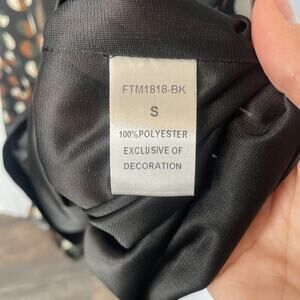 FTM1818-BK
S
100%POLYESTER
EXCLUSIVE OF
DECORATION